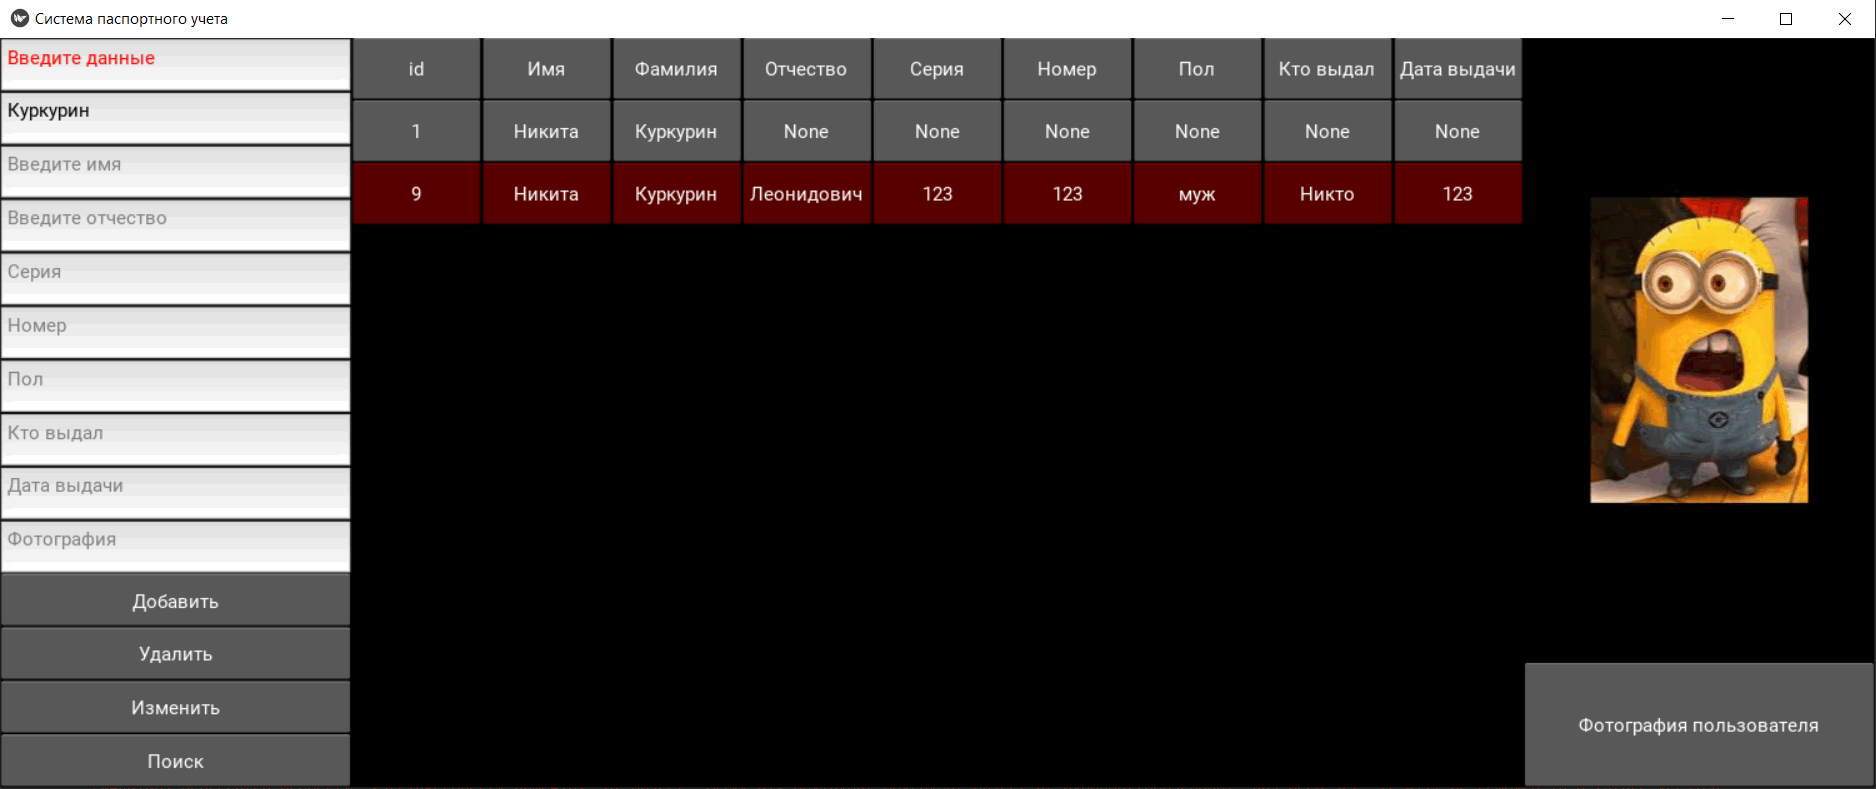 Система паспортного учета
Введите данные
Куркурин
Введите имя
Введите отчество
Серия
Номер
Пол
Кто выдал
Дата выдачи
Фотография
Добавить
Удалить
Изменить
Поиск
id Имя Фамилия Отчество Серия Номер Пол Кто выдал Дата выдачи
1 Никита Куркурин None None None None None None
9 Никита Куркурин Леонидович 123 123 муж Никто 123
Фотография пользователя